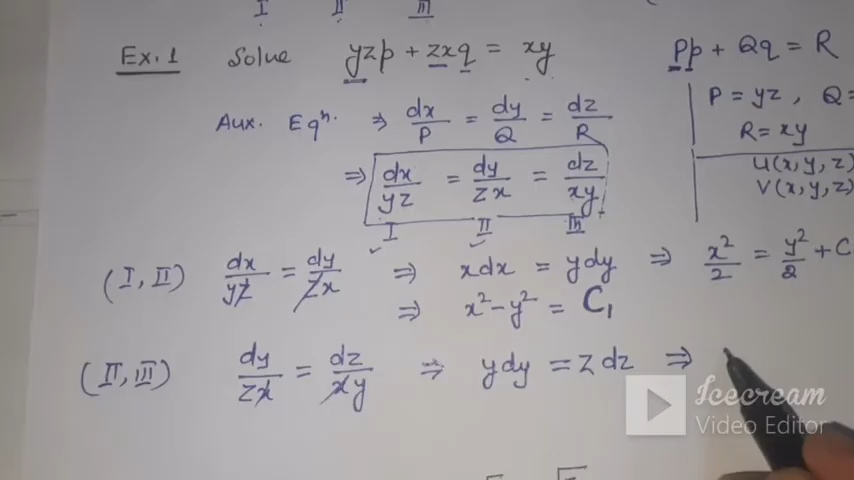 I II III
Ex. 1 Solve yzp + zxq = xy
Pp + Qq = R
Aux. Eqn. ⇒ dx/P = dy/Q = dz/R
P = yz , Q =
R = xy
⇒ dx/yz = dy/zx = dz/xy
U(x, y, z)
V(x, y, z)
I II III
(I, II) dx/yz = dy/zx ⇒ xdx = ydy ⇒ x²/2 = y²/2 + C
⇒ x² - y² = C₁
(II, III) dy/zx = dz/xy ⇒ ydy = zdz ⇒
Icecream
Video Editor